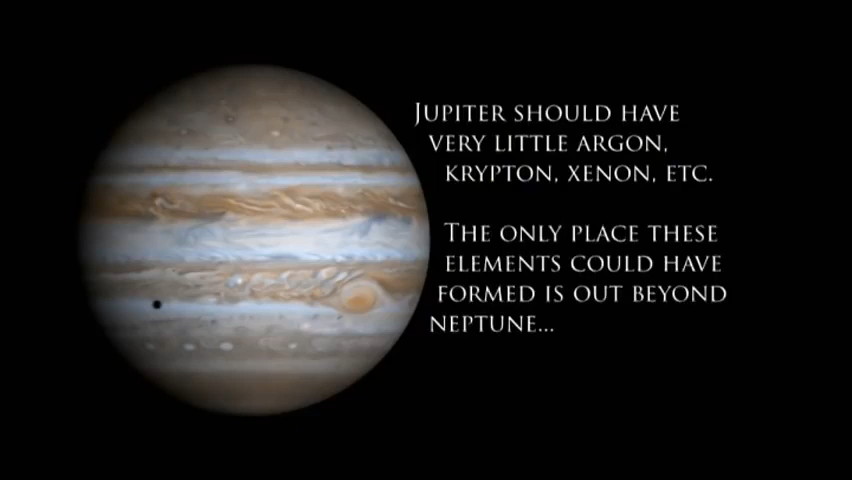 Jupiter should have
very little argon,
krypton, xenon, etc.
The only place these
elements could have
formed is out beyond
neptune...